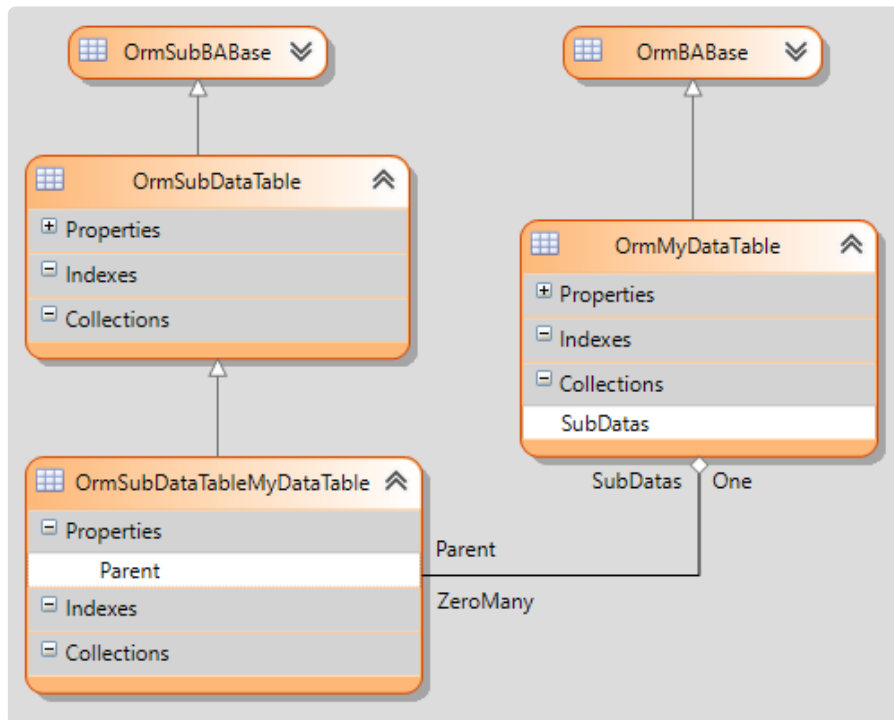 OrmSubBABase
OrmBABase
OrmSubDataTable
Properties
Indexes
Collections
OrmMyDataTable
Properties
Indexes
Collections
SubDatas
SubDatas
One
OrmSubDataTableMyDataTable
Properties
Parent
Indexes
Collections
Parent
ZeroMany